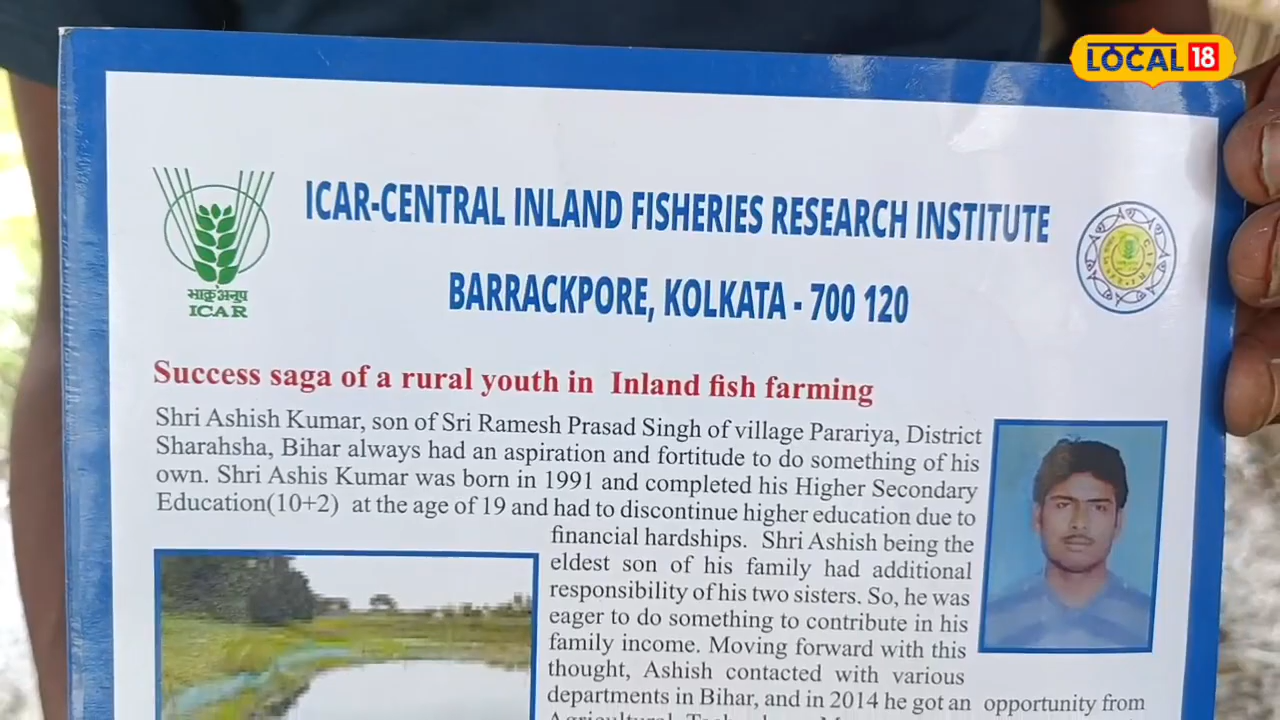 LOCAL 18
ICAR-CENTRAL INLAND FISHERIES RESEARCH INSTITUTE
BARRACKPORE, KOLKATA - 700 120
भाकृअनुप
ICAR
Success saga of a rural youth in Inland fish farming
Shri Ashish Kumar, son of Sri Ramesh Prasad Singh of village Parariya, District
Sharahsha, Bihar always had an aspiration and fortitude to do something of his
own. Shri Ashis Kumar was born in 1991 and completed his Higher Secondary
Education(10+2) at the age of 19 and had to discontinue higher education due to
financial hardships. Shri Ashish being the
eldest son of his family had additional
responsibility of his two sisters. So, he was
eager to do something to contribute in his
family income. Moving forward with this
thought, Ashish contacted with various
departments in Bihar, and in 2014 he got an opportunity from